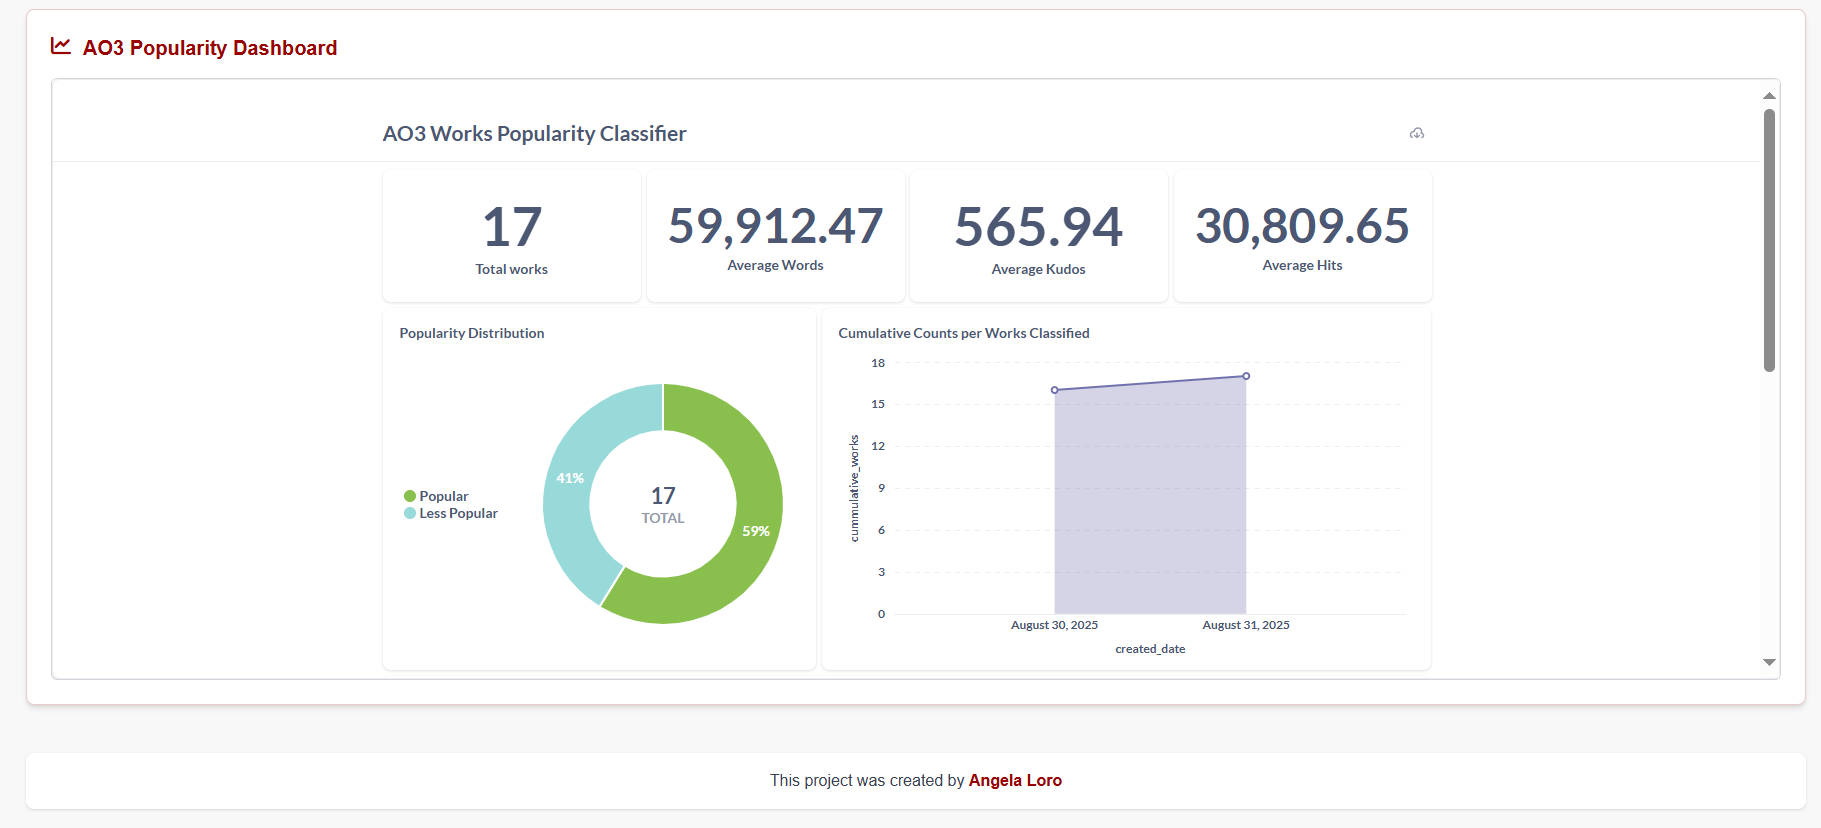 AO3 Popularity Dashboard
AO3 Works Popularity Classifier
17
Total works
59,912.47
Average Words
565.94
Average Kudos
30,809.65
Average Hits
Popularity Distribution
Popular
Less Popular
41%
17
TOTAL
59%
Cumulative Counts per Works Classified
cummulative_works
18
15
12
9
6
3
0
August 30, 2025
August 31, 2025
created_date
This project was created by Angela Loro